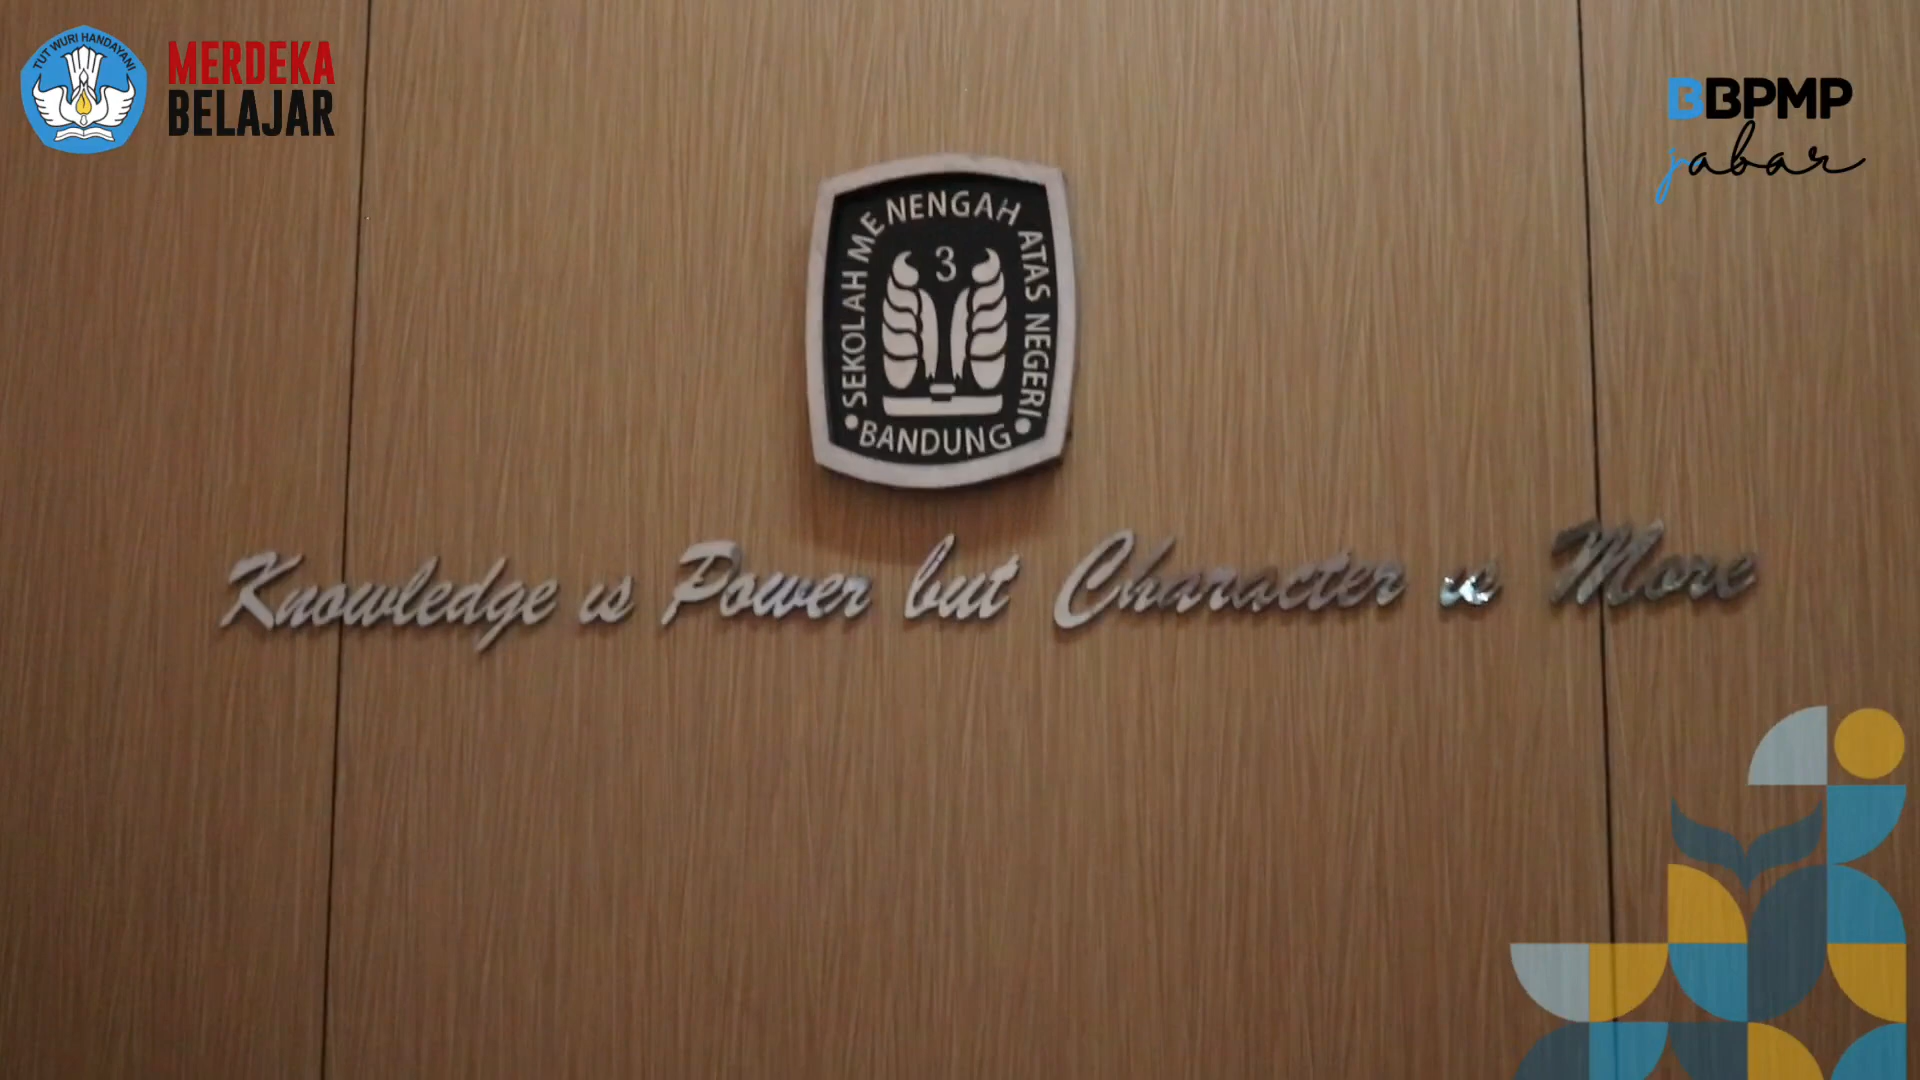 TUT WURI HANDAYANI
MERDEKA
BELAJAR
BBPMP
jabar
SEKOLAH MENENGAH ATAS NEGERI
3
BANDUNG
Knowledge is Power but Character is More